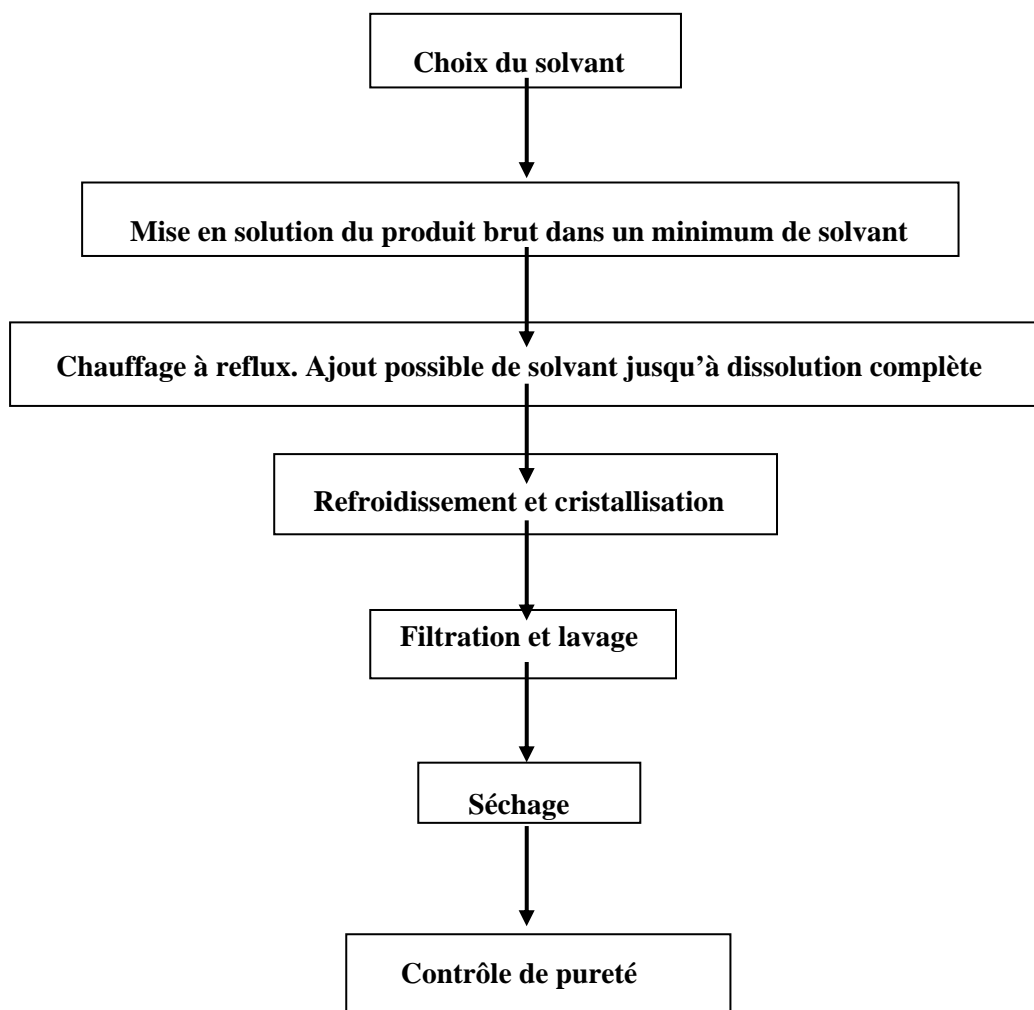 Choix du solvant
Mise en solution du produit brut dans un minimum de solvant
Chauffage à reflux. Ajout possible de solvant jusqu’à dissolution complète
Refroidissement et cristallisation
Filtration et lavage
Séchage
Contrôle de pureté